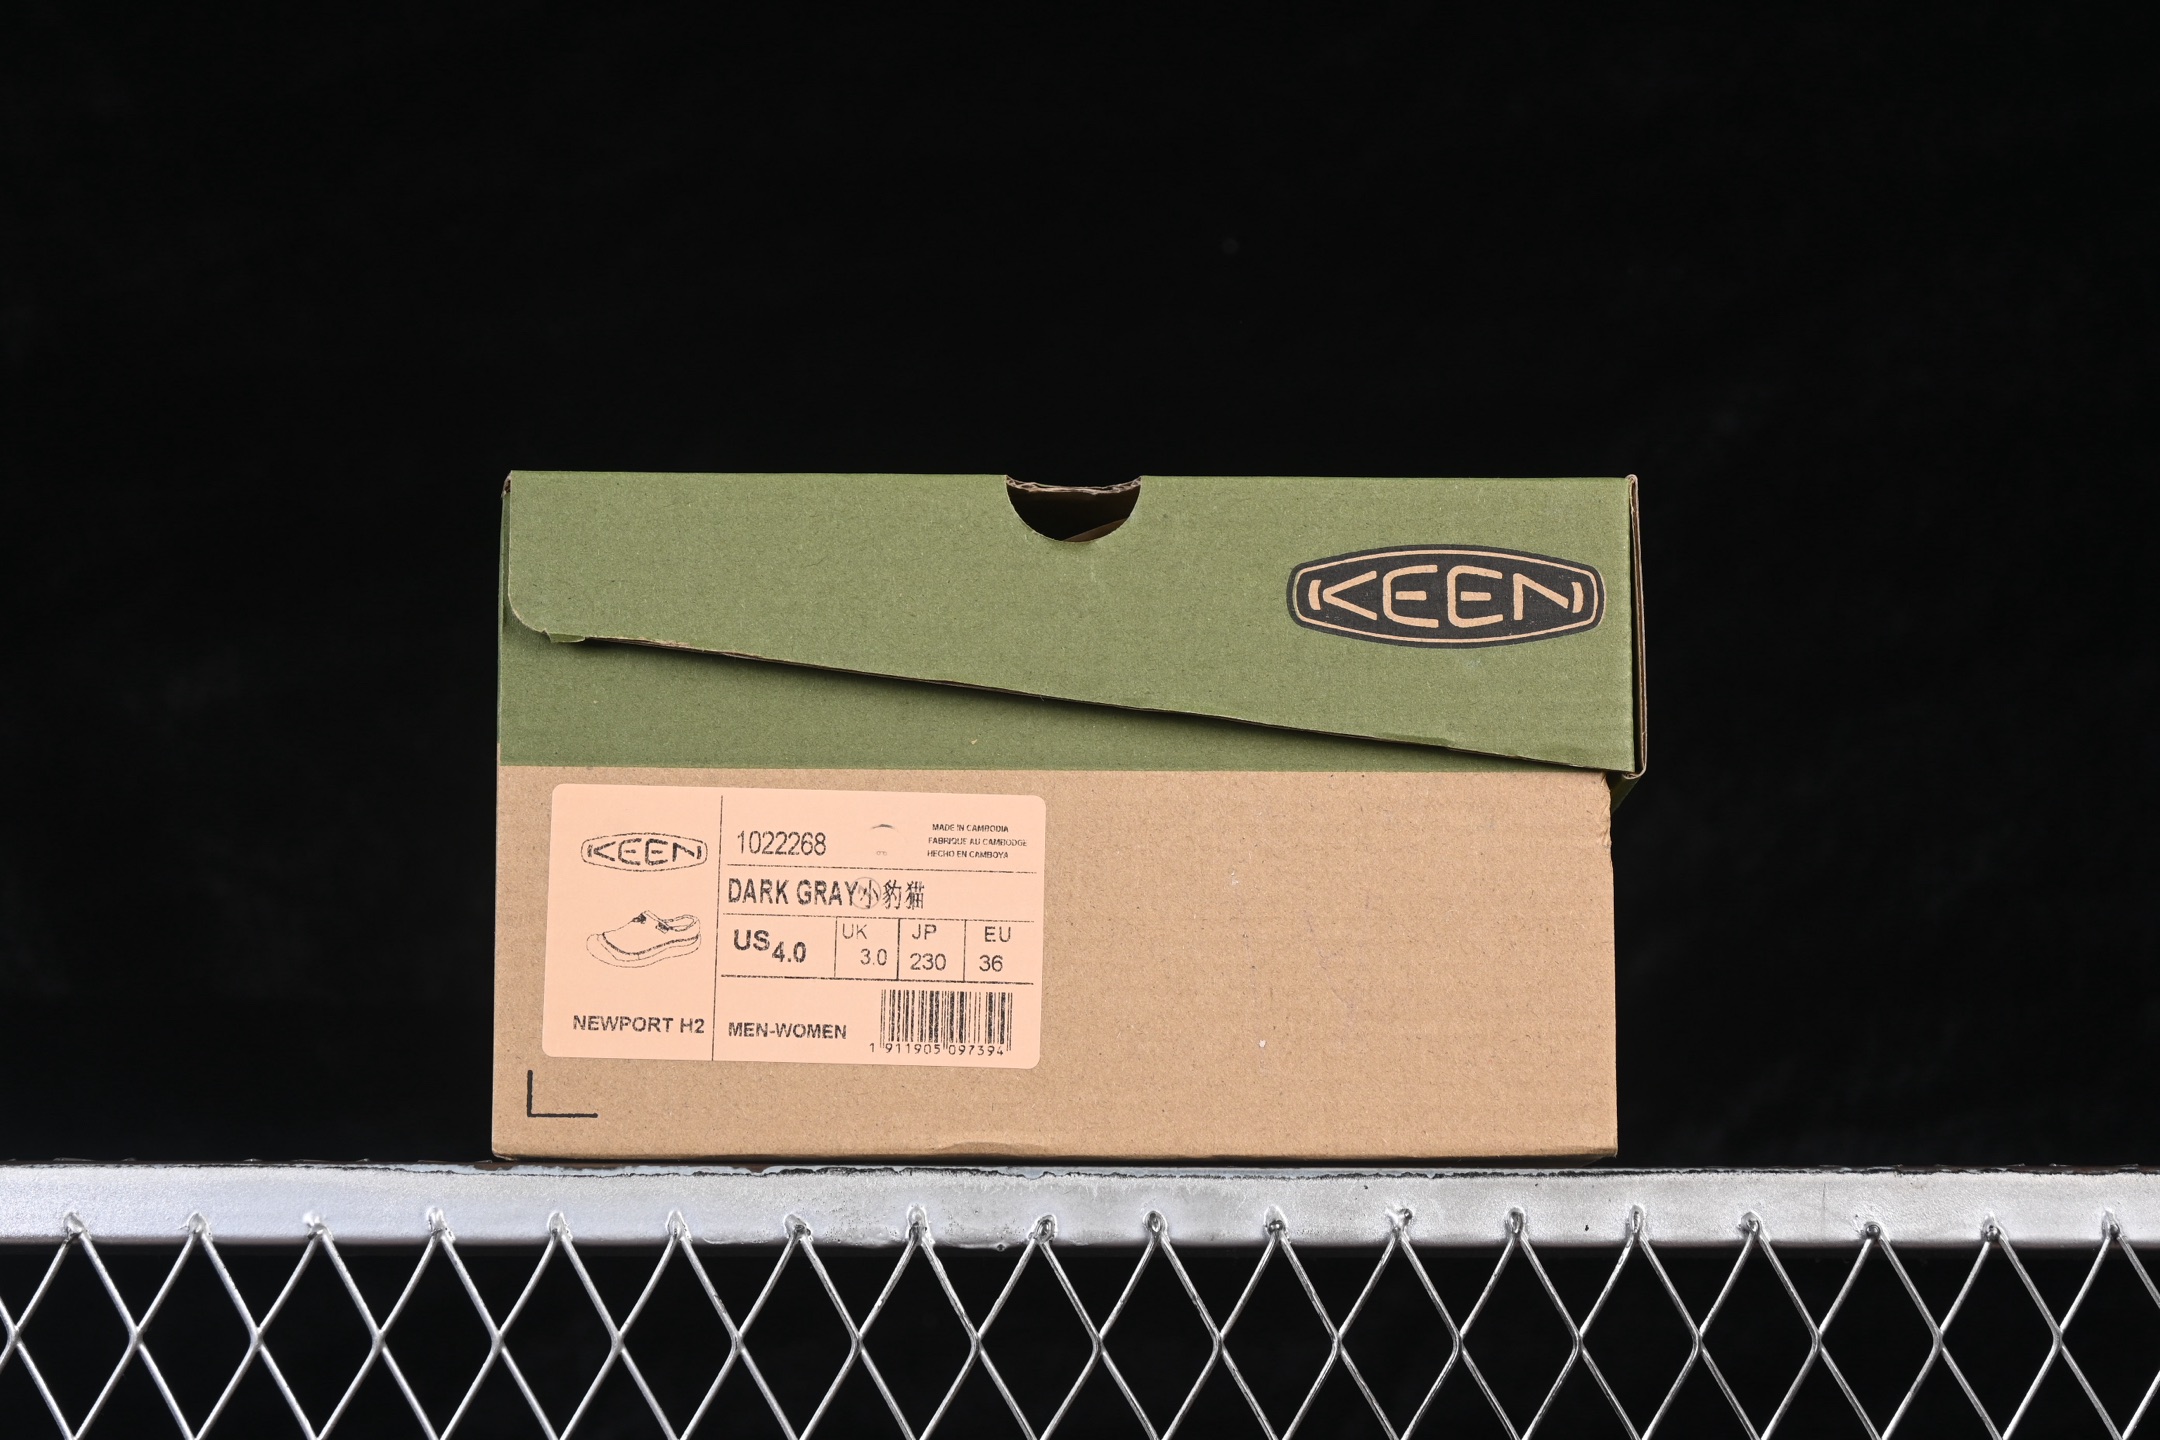 KEEN
KEEN
1022268
MADE IN CAMBODIA
FABRIQUE AU CAMBODGE
HECHO EN CAMBOYA
DARK GRAY小豹猫
US 4.0
UK 3.0
JP 230
EU 36
NEWPORT H2
MEN-WOMEN
1 911905 097394